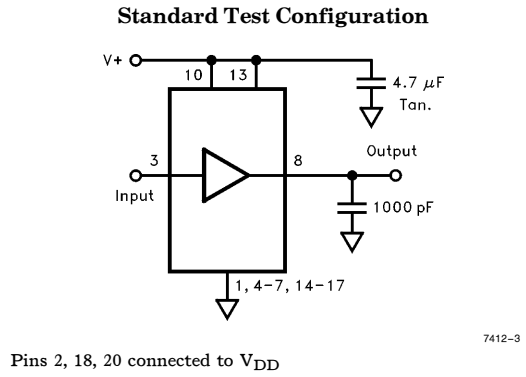 Standard Test Configuration
V+
10 13
4.7 μF
Tan.
3
8
Output
Input
1000 pF
1, 4-7, 14-17
7412–3
Pins 2, 18, 20 connected to VDD